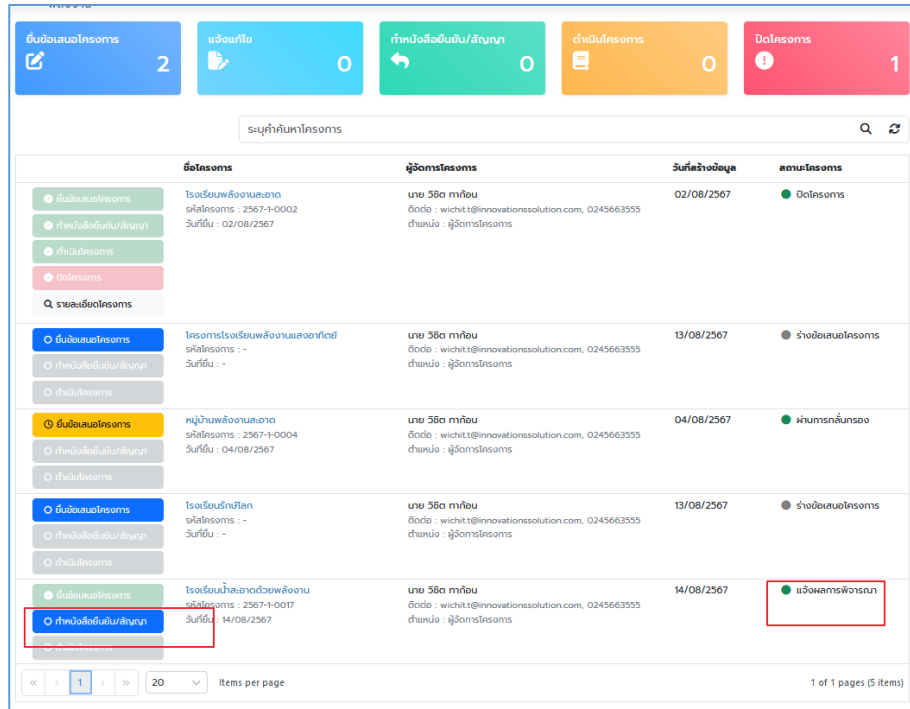 ยื่นข้อเสนอโครงการ
2
แจ้งแก้ไข
0
ทำหนังสือยืนยัน/สัญญา
0
ดำเนินโครงการ
0
ปิดโครงการ
1
ระบุคำค้นหาโครงการ
ชื่อโครงการ ผู้จัดการโครงการ วันที่สร้างข้อมูล สถานะโครงการ
ยื่นข้อเสนอโครงการ
ทำหนังสือยืนยัน/สัญญา
ดำเนินโครงการ
ปิดโครงการ
รายละเอียดโครงการ
โรงเรียนพลังงานสะอาด
รหัสโครงการ : 2567-1-0002
วันที่ยื่น : 02/08/2567
นาย วิชิต ทาก้อน
ติดต่อ : wichit.t@innovationssolution.com, 0245663555
ตำแหน่ง : ผู้จัดการโครงการ
02/08/2567
ปิดโครงการ
ยื่นข้อเสนอโครงการ
ทำหนังสือยืนยัน/สัญญา
ดำเนินโครงการ
โครงการโรงเรียนพลังงานแสงอาทิตย์
รหัสโครงการ : -
วันที่ยื่น : -
นาย วิชิต ทาก้อน
ติดต่อ : wichit.t@innovationssolution.com, 0245663555
ตำแหน่ง : ผู้จัดการโครงการ
13/08/2567
ร่างข้อเสนอโครงการ
ยื่นข้อเสนอโครงการ
ทำหนังสือยืนยัน/สัญญา
ดำเนินโครงการ
หมู่บ้านพลังงานสะอาด
รหัสโครงการ : 2567-1-0004
วันที่ยื่น : 04/08/2567
นาย วิชิต ทาก้อน
ติดต่อ : wichit.t@innovationssolution.com, 0245663555
ตำแหน่ง : ผู้จัดการโครงการ
04/08/2567
ผ่านการกลั่นกรอง
ยื่นข้อเสนอโครงการ
ทำหนังสือยืนยัน/สัญญา
ดำเนินโครงการ
โรงเรียนรักษ์โลก
รหัสโครงการ : -
วันที่ยื่น : -
นาย วิชิต ทาก้อน
ติดต่อ : wichit.t@innovationssolution.com, 0245663555
ตำแหน่ง : ผู้จัดการโครงการ
13/08/2567
ร่างข้อเสนอโครงการ
ยื่นข้อเสนอโครงการ
ทำหนังสือยืนยัน/สัญญา
ดำเนินโครงการ
โรงเรียนน้ำสะอาดด้วยพลังงาน
รหัสโครงการ : 2567-1-0017
วันที่ยื่น : 14/08/2567
นาย วิชิต ทาก้อน
ติดต่อ : wichit.t@innovationssolution.com, 0245663555
ตำแหน่ง : ผู้จัดการโครงการ
14/08/2567
แจ้งผลการพิจารณา
« < 1 > » 20 Items per page 1 of 1 pages (5 items)